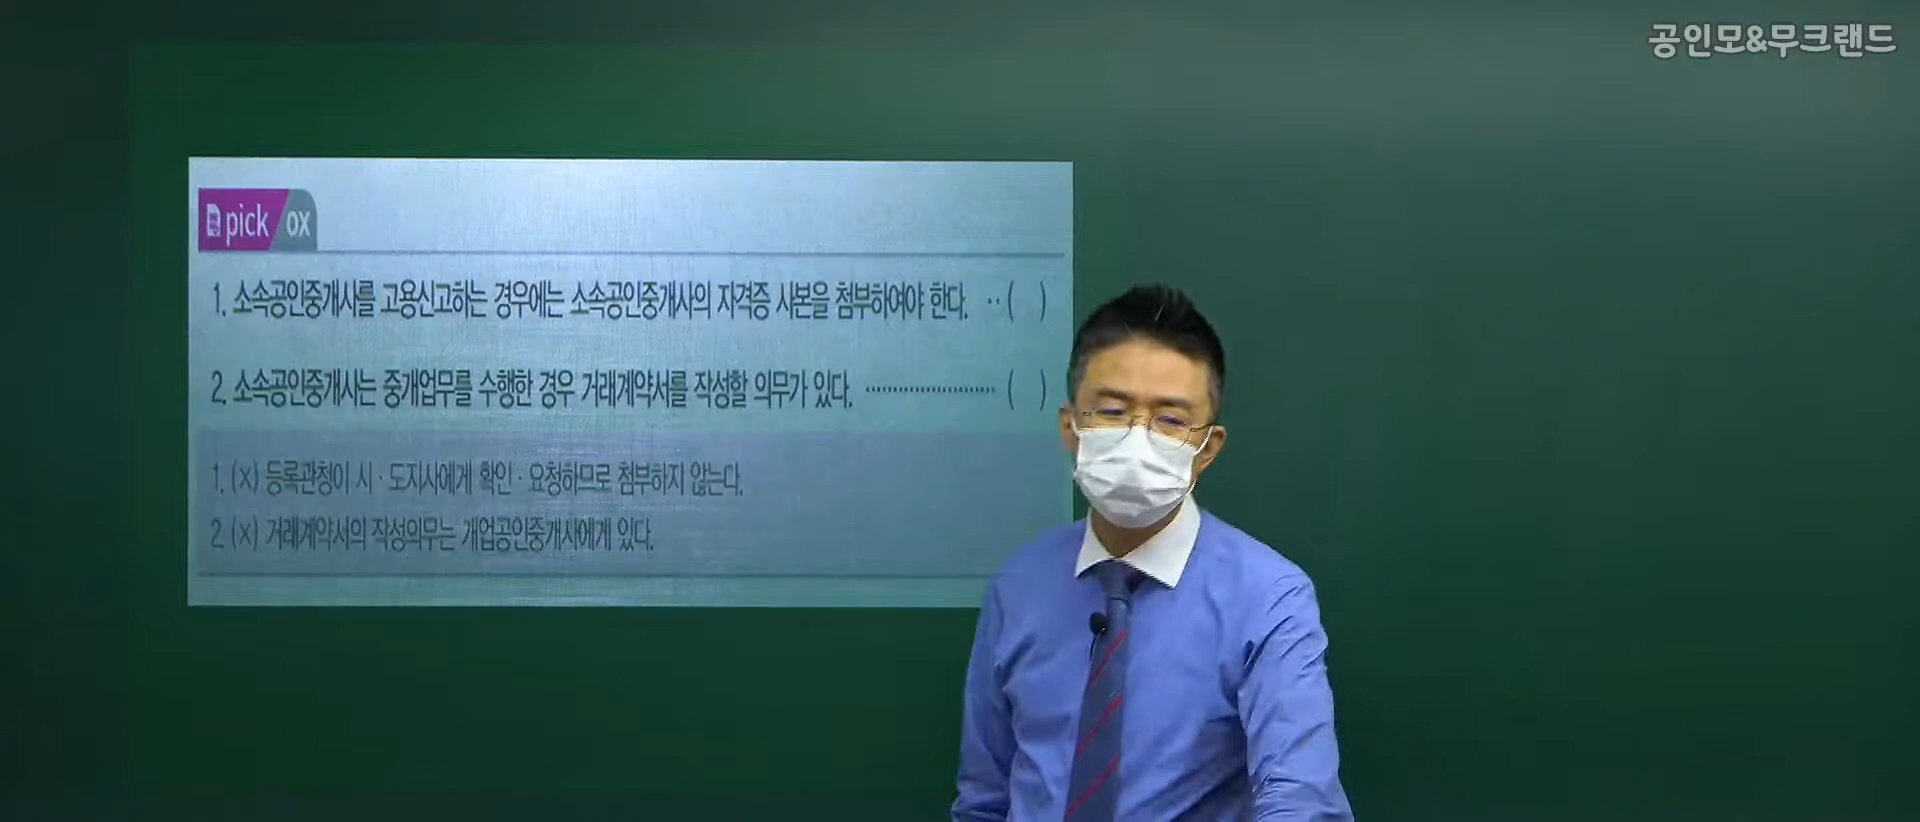 공인모&무크랜드
pick ox
1. 소속공인중개사를 고용신고하는 경우에는 소속공인중개사의 자격증 사본을 첨부하여야 한다. ··( )
2. 소속공인중개사는 중개업무를 수행한 경우 거래계약서를 작성할 의무가 있다. ······················( )
1. (x) 등록관청이 시·도지사에게 확인·요청하므로 첨부하지 않는다.
2. (x) 거래계약서의 작성의무는 개업공인중개사에게 있다.